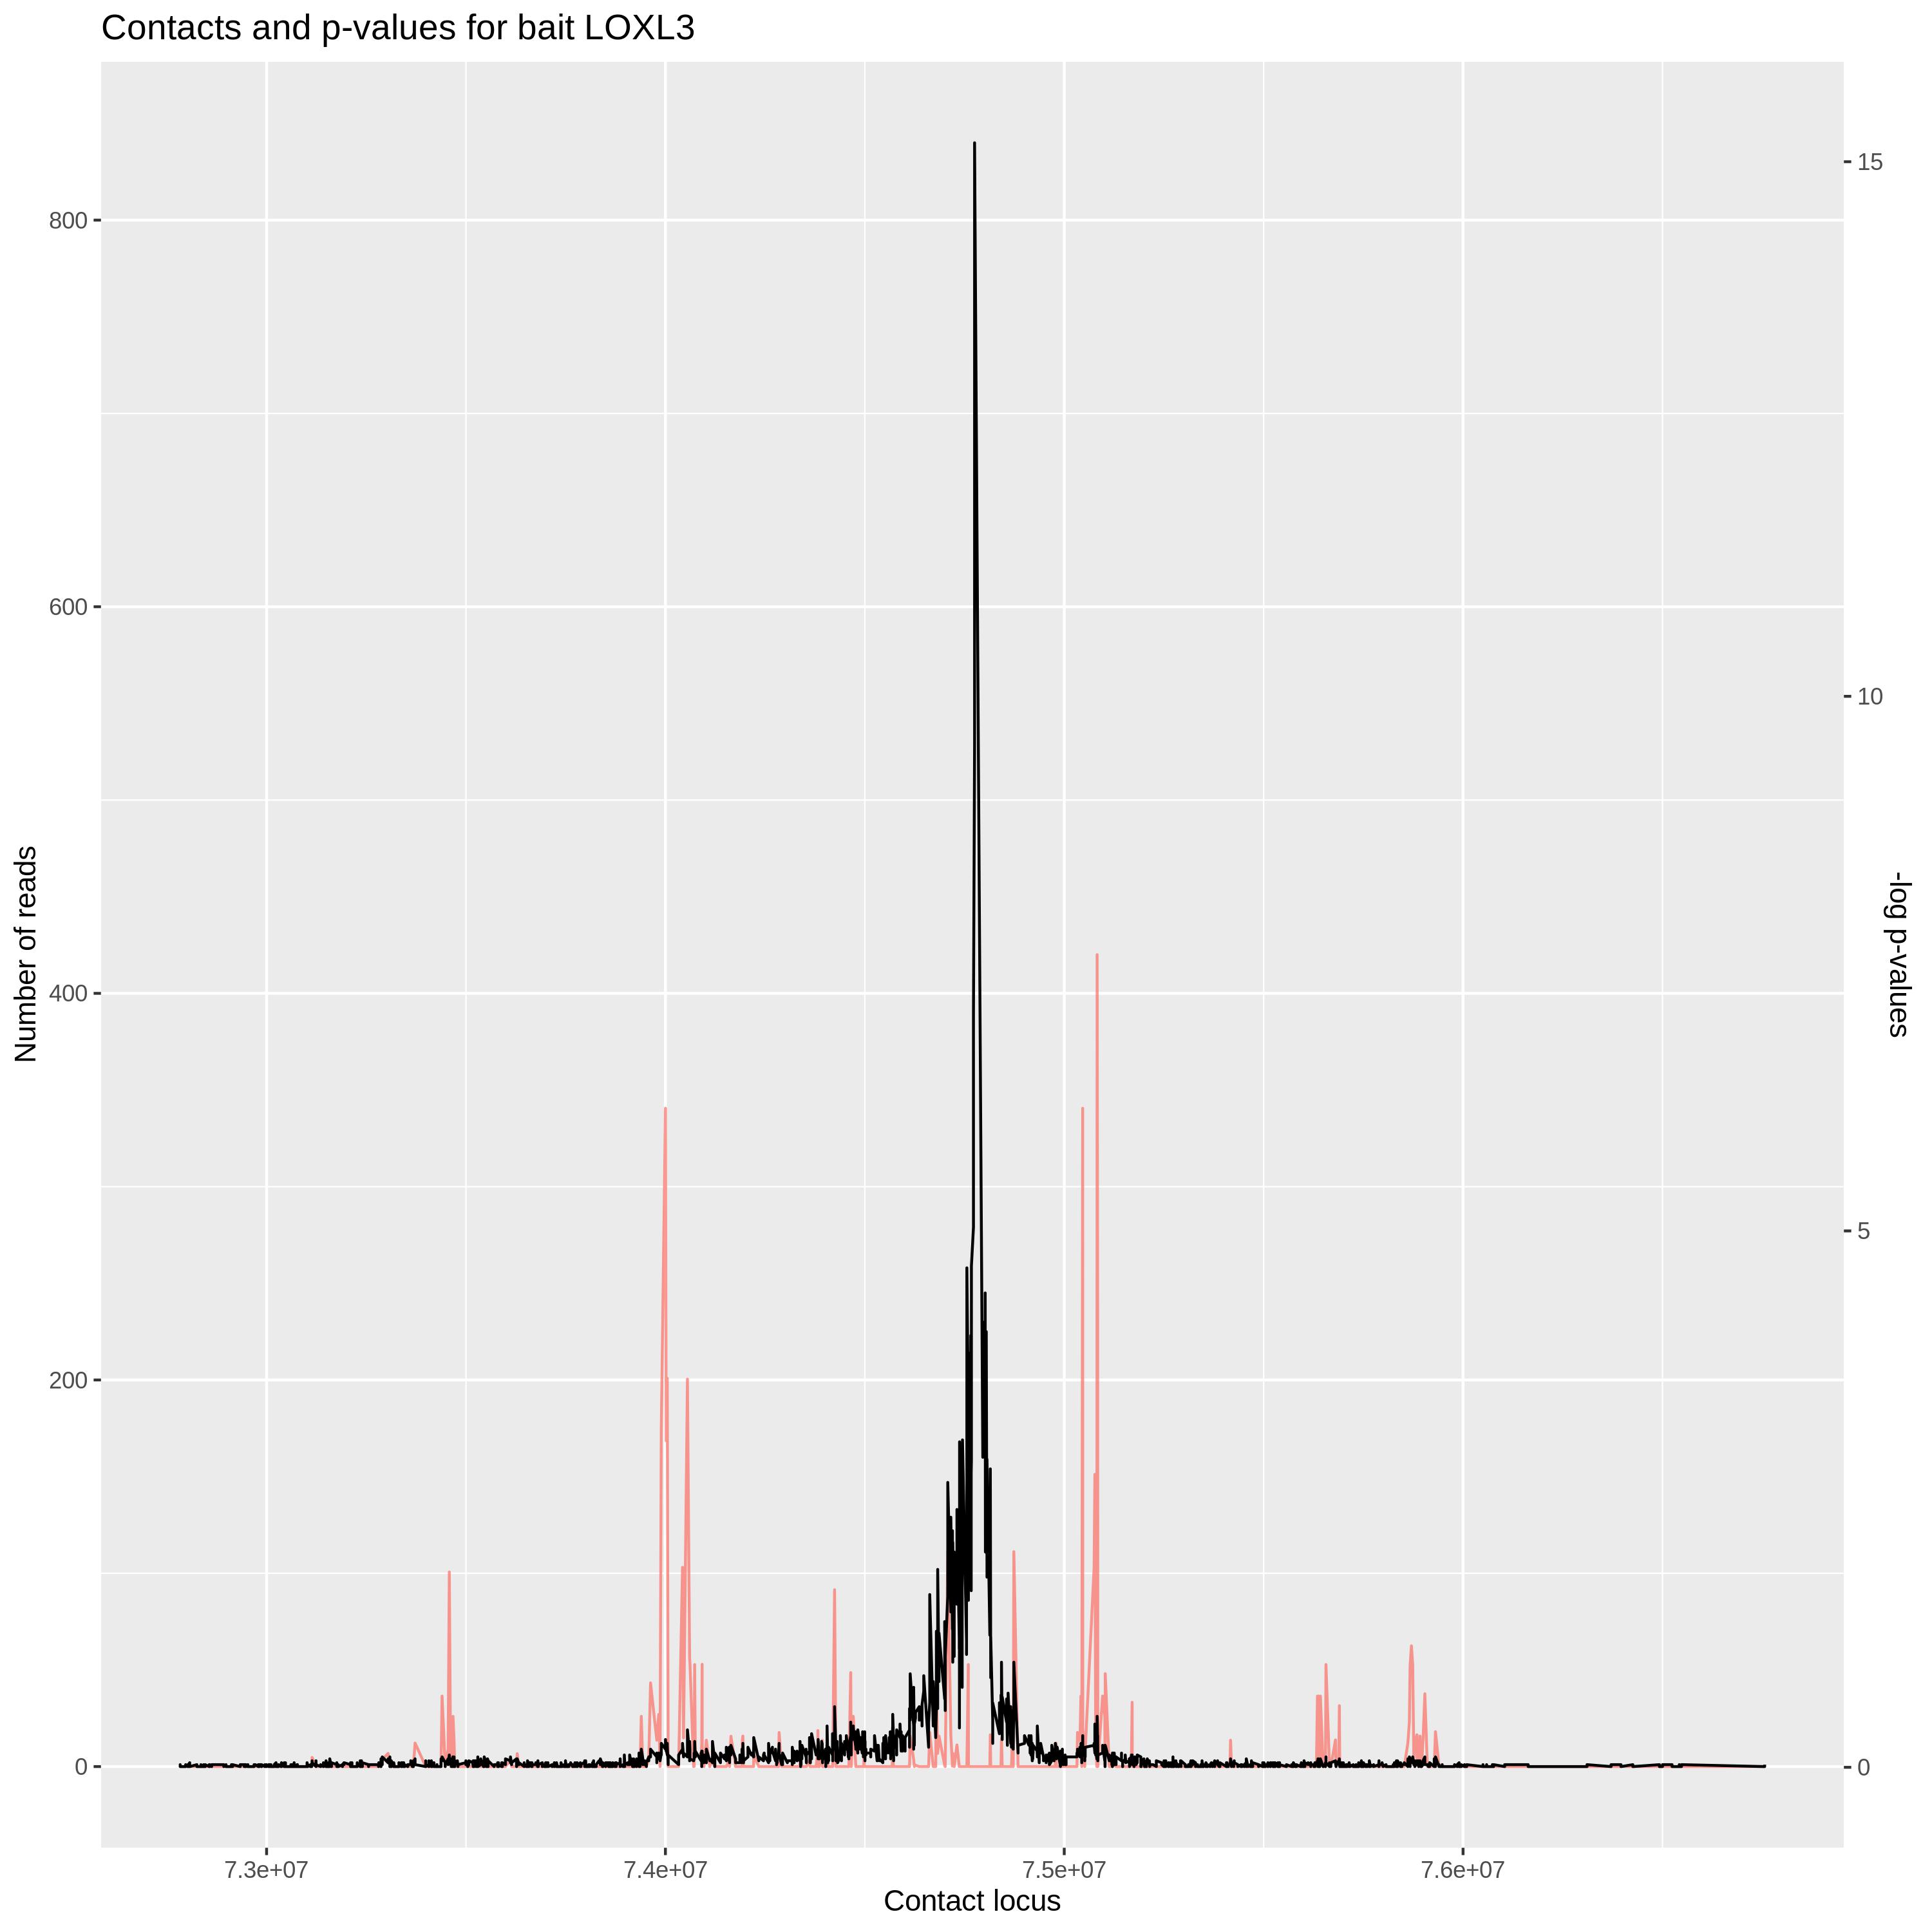 Contacts and p-values for bait LOXL3
800
600
400
200
0
Number of reads
15
10
5
0
-log p-values
7.3e+07
7.4e+07
7.5e+07
7.6e+07
Contact locus